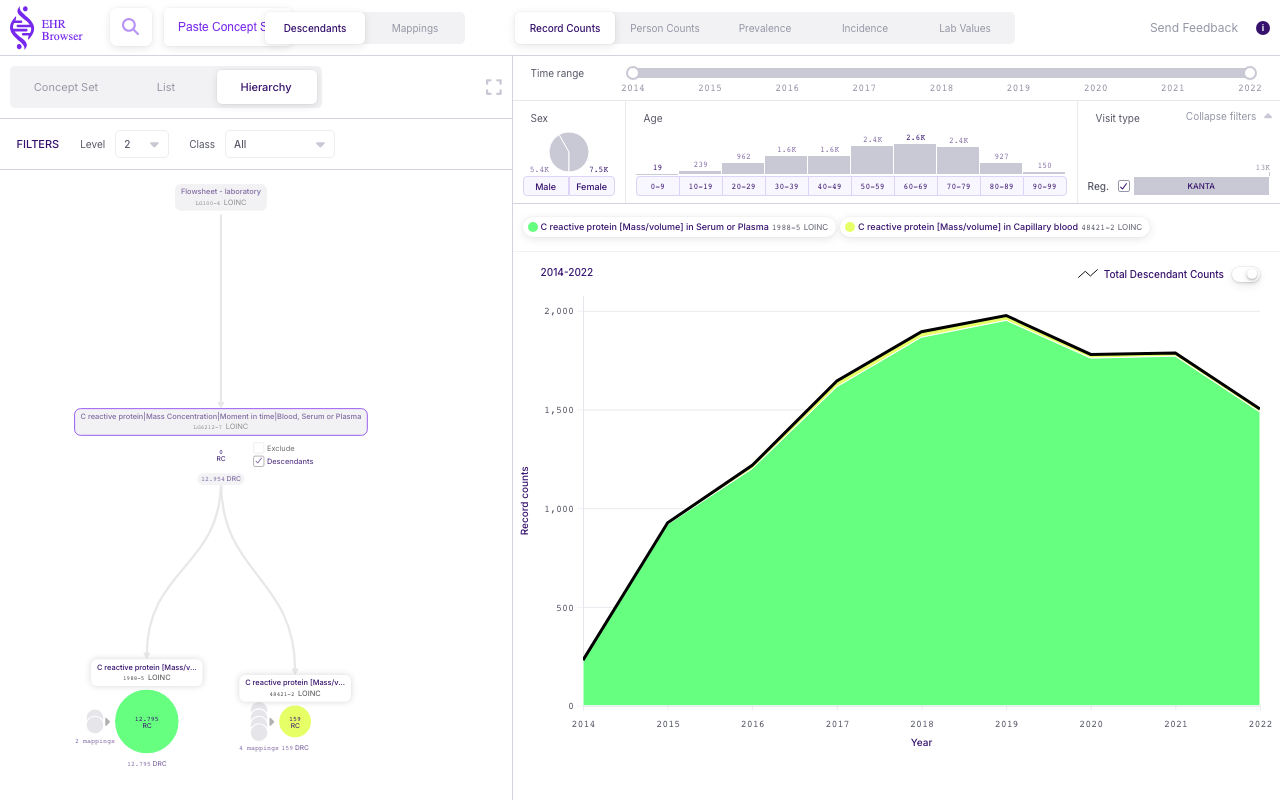 EHR
Browser
Paste Concept S
Descendants
Mappings
Record Counts
Person Counts
Prevalence
Incidence
Lab Values
Send Feedback
i
Concept Set
List
Hierarchy
FILTERS
Level
2
Class
All
Flowsheet - laboratory
LG100-4 LOINC
C reactive protein|Mass Concentration|Moment in time|Blood, Serum or Plasma
LG6212-7 LOINC
0
RC
Exclude
Descendants
12.954 DRC
C reactive protein [Mass/v...
1988-5 LOINC
12.795
RC
2 mappings
12.795 DRC
C reactive protein [Mass/v...
48421-2 LOINC
159
RC
4 mappings
159 DRC
Time range
2014
2015
2016
2017
2018
2019
2020
2021
2022
Sex
5.4K
7.5K
Male
Female
Age
19
239
962
1.6K
1.6K
2.4K
2.6K
2.4K
927
150
0-9
10-19
20-29
30-39
40-49
50-59
60-69
70-79
80-89
90-99
Visit type
Collapse filters
13K
Reg.
KANTA
C reactive protein [Mass/volume] in Serum or Plasma 1988-5 LOINC
C reactive protein [Mass/volume] in Capillary blood 48421-2 LOINC
2014-2022
Total Descendant Counts
2,000
1,500
1,000
500
0
Record counts
2014
2015
2016
2017
2018
2019
2020
2021
2022
Year